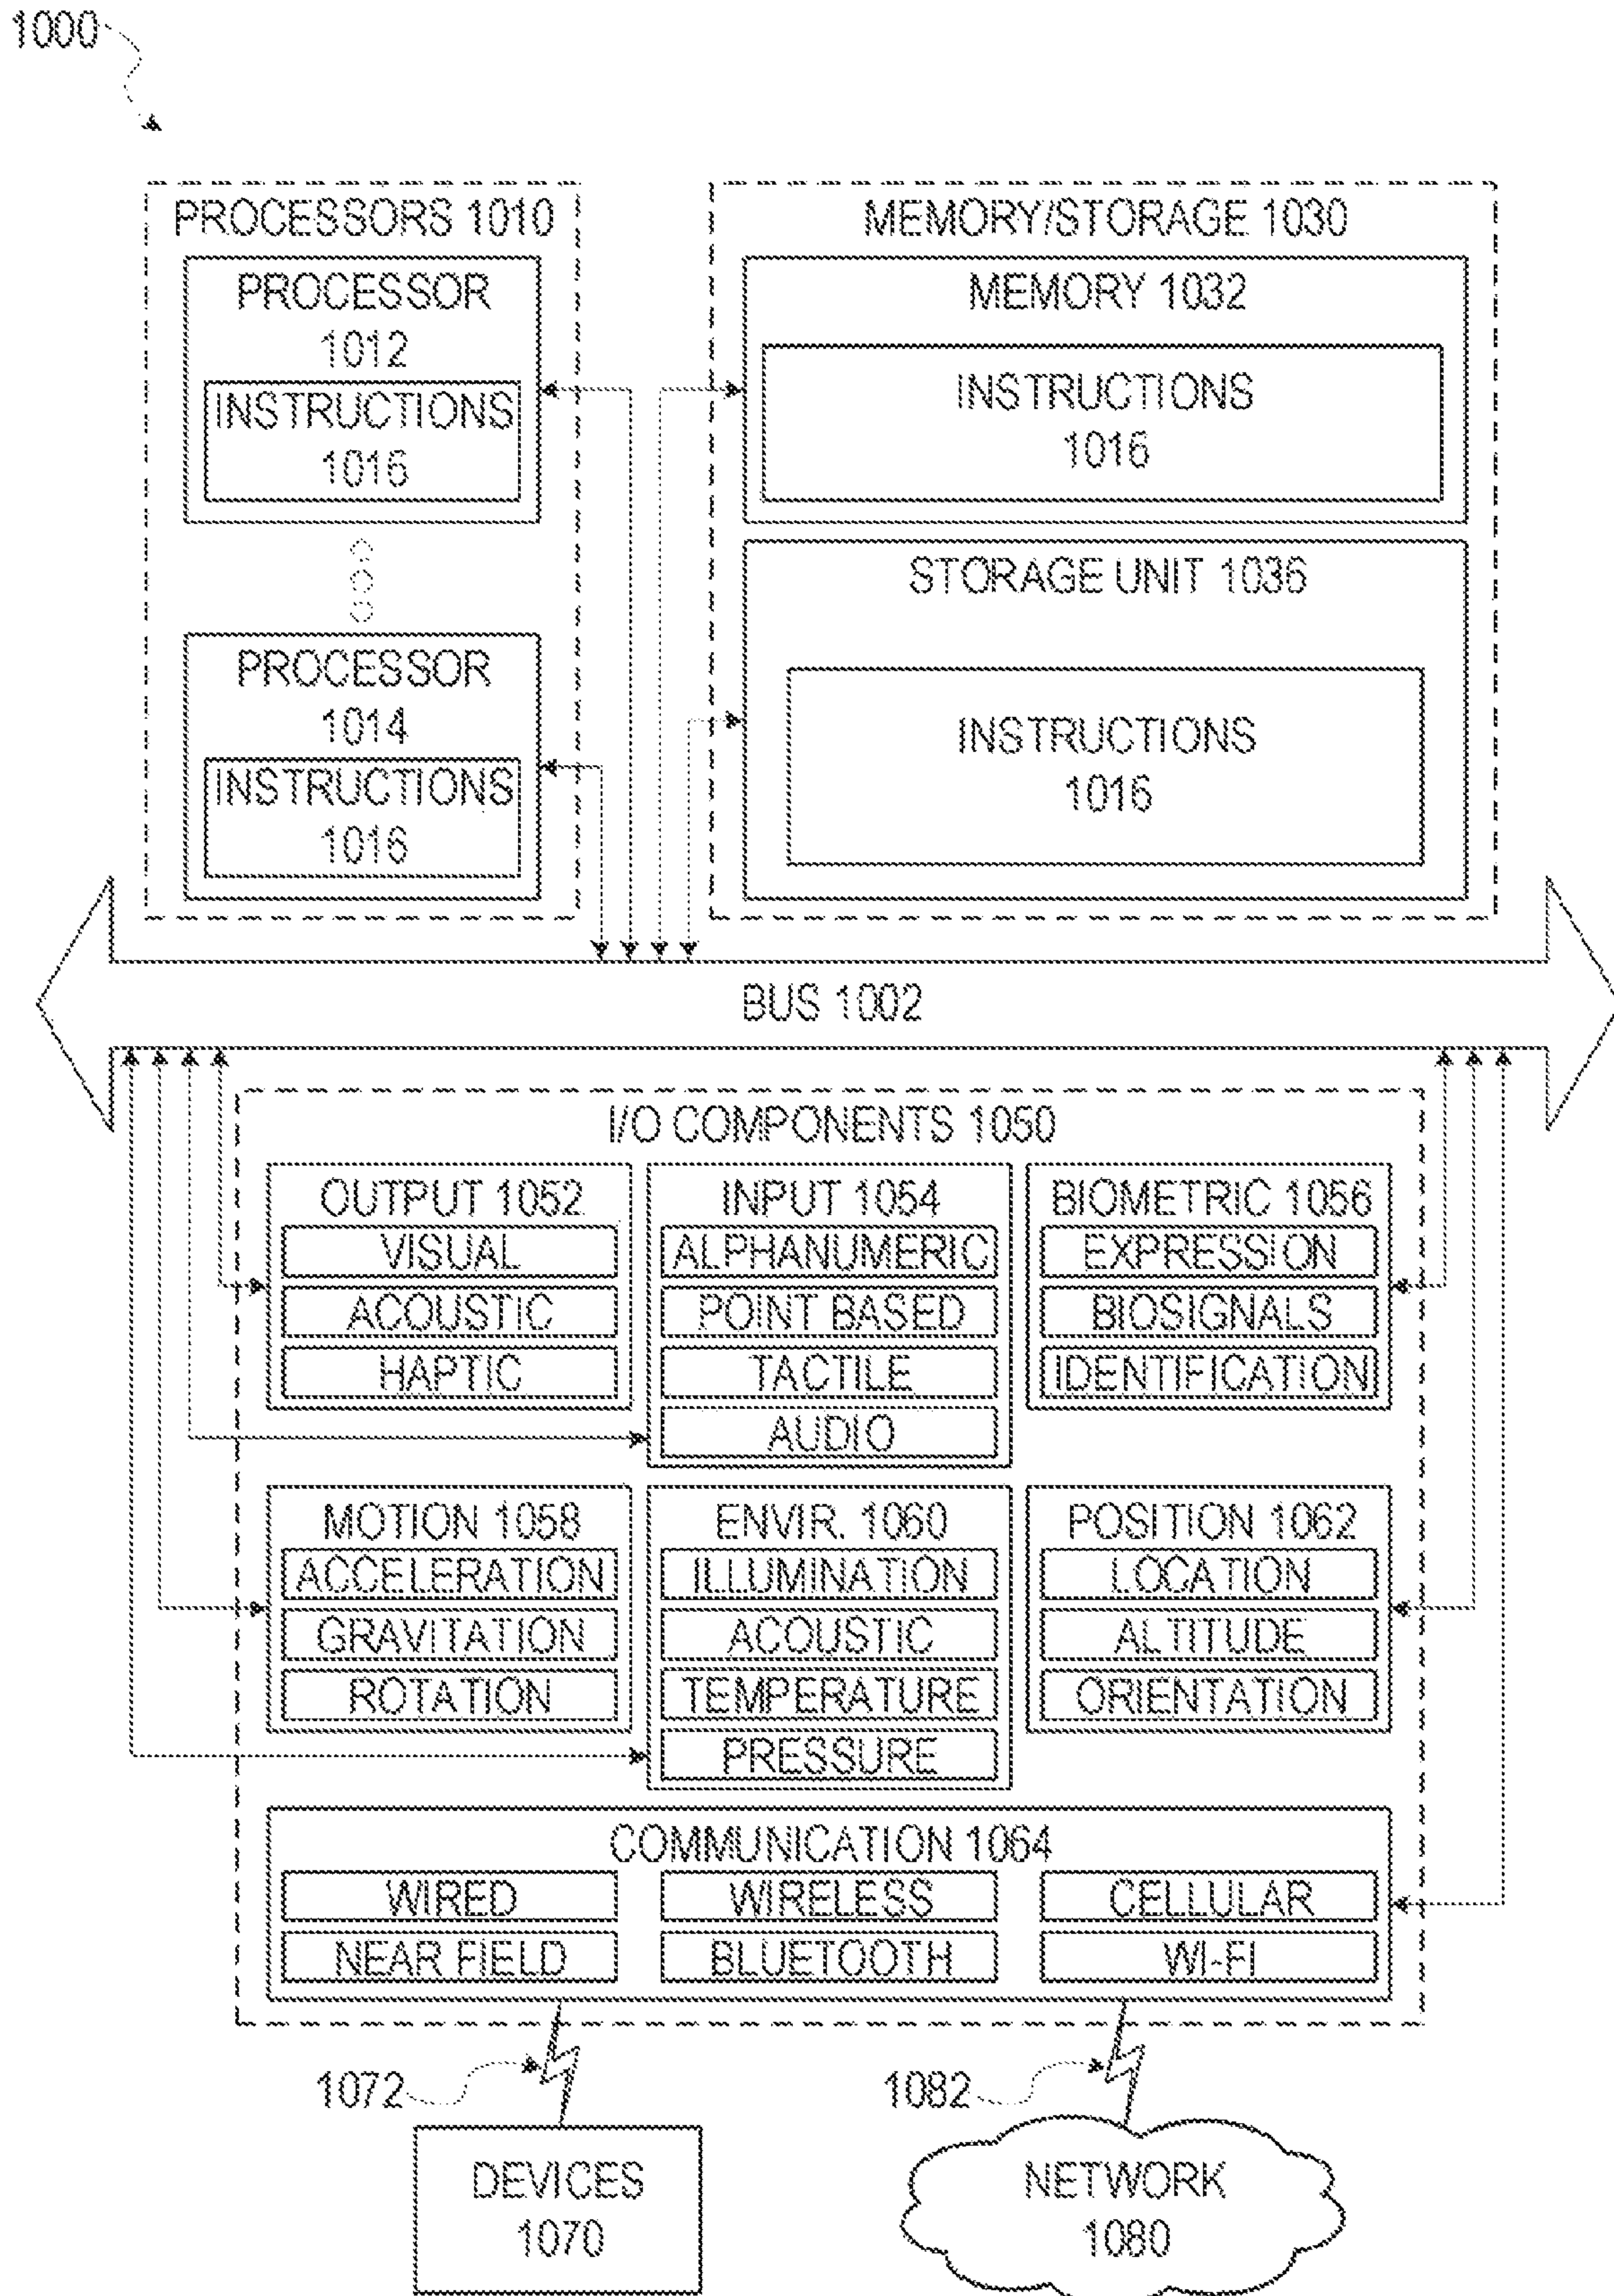 1000
PROCESSORS 1010
PROCESSOR
1012
INSTRUCTIONS
1016
PROCESSOR
1014
INSTRUCTIONS
1016
MEMORY/STORAGE 1030
MEMORY 1032
INSTRUCTIONS
1016
STORAGE UNIT 1036
INSTRUCTIONS
1016
BUS 1002
I/O COMPONENTS 1050
OUTPUT 1052
VISUAL
ACOUSTIC
HAPTIC
INPUT 1054
ALPHANUMERIC
POINT BASED
TACTILE
AUDIO
BIOMETRIC 1056
EXPRESSION
BIOSIGNALS
IDENTIFICATION
MOTION 1058
ACCELERATION
GRAVITATION
ROTATION
ENVIR. 1060
ILLUMINATION
ACOUSTIC
TEMPERATURE
PRESSURE
POSITION 1062
LOCATION
ALTITUDE
ORIENTATION
COMMUNICATION 1064
WIRED
WIRELESS
CELLULAR
NEAR FIELD
BLUETOOTH
WI-FI
1072
1082
DEVICES
1070
NETWORK
1080